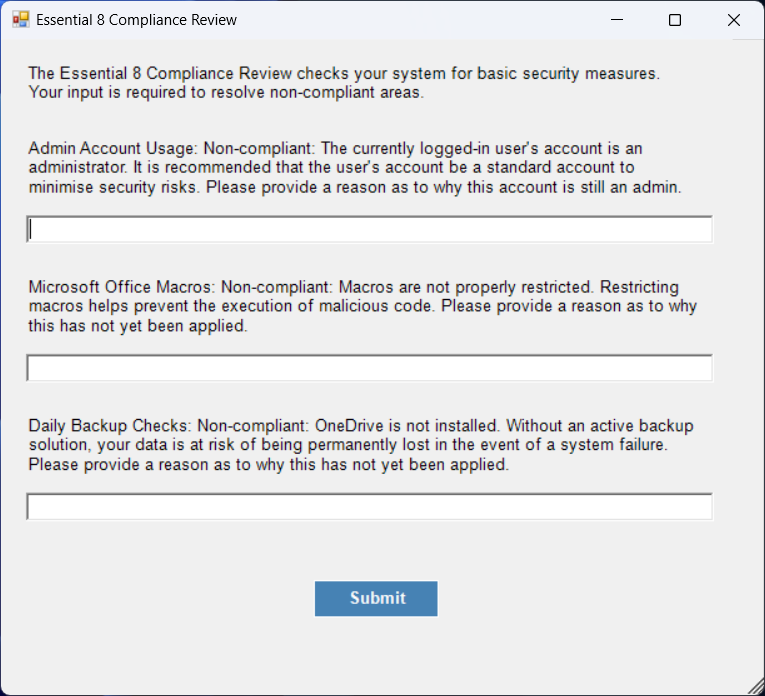 Essential 8 Compliance Review
The Essential 8 Compliance Review checks your system for basic security measures.
Your input is required to resolve non-compliant areas.
Admin Account Usage: Non-compliant: The currently logged-in user's account is an
administrator. It is recommended that the user's account be a standard account to
minimise security risks. Please provide a reason as to why this account is still an admin.
Microsoft Office Macros: Non-compliant: Macros are not properly restricted. Restricting
macros helps prevent the execution of malicious code. Please provide a reason as to why
this has not yet been applied.
Daily Backup Checks: Non-compliant: OneDrive is not installed. Without an active backup
solution, your data is at risk of being permanently lost in the event of a system failure.
Please provide a reason as to why this has not yet been applied.
Submit